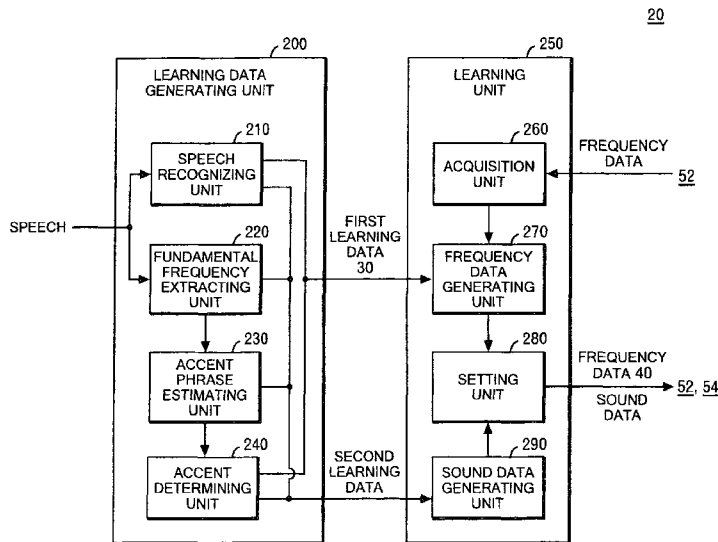 20
200
LEARNING DATA
GENERATING UNIT
210
SPEECH
RECOGNIZING
UNIT
SPEECH
220
FUNDAMENTAL
FREQUENCY
EXTRACTING
UNIT
230
ACCENT
PHRASE
ESTIMATING
UNIT
240
ACCENT
DETERMINING
UNIT
FIRST
LEARNING
DATA
30
SECOND
LEARNING
DATA
250
LEARNING
UNIT
260
ACQUISITION
UNIT
FREQUENCY
DATA
52
270
FREQUENCY
DATA
GENERATING
UNIT
280
SETTING
UNIT
FREQUENCY
DATA 40
52, 54
SOUND
DATA
290
SOUND DATA
GENERATING
UNIT